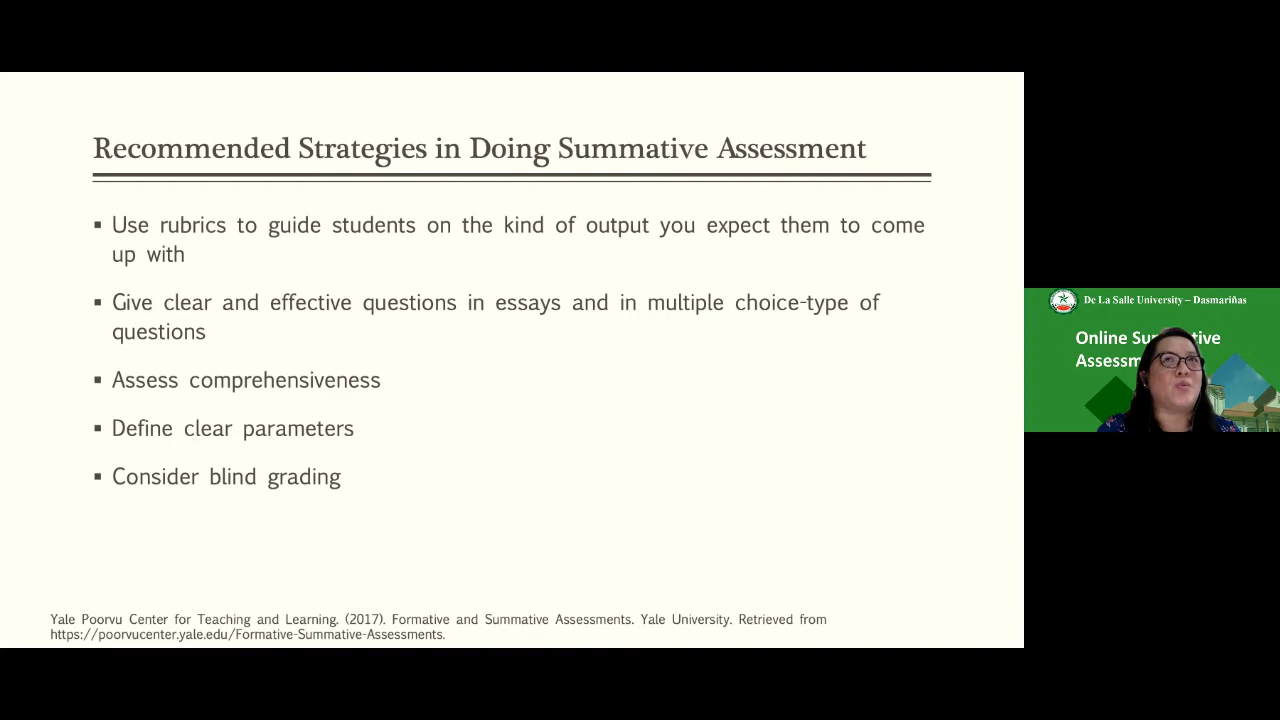 Recommended Strategies in Doing Summative Assessment
▪ Use rubrics to guide students on the kind of output you expect them to come
up with
▪ Give clear and effective questions in essays and in multiple choice-type of
questions
▪ Assess comprehensiveness
▪ Define clear parameters
▪ Consider blind grading
Yale Poorvu Center for Teaching and Learning. (2017). Formative and Summative Assessments. Yale University. Retrieved from
https://poorvucenter.yale.edu/Formative-Summative-Assessments.
De La Salle University – Dasmariñas
Online